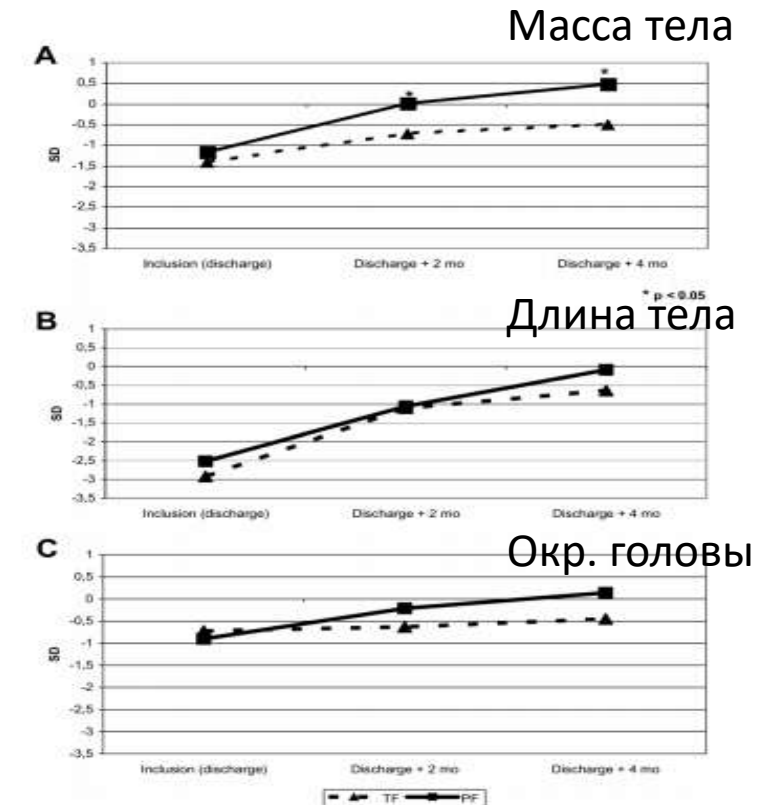 Масса тела
A
1
0,5
0
-0,5
-1
-1,5
-2
-2,5
-3
-3,5
SD
*
*
Inclusion (discharge) Discharge + 2 mo Discharge + 4 mo
* p < 0.05
Длина тела
B
1
0,5
0
-0,5
-1
-1,5
-2
-2,5
-3
-3,5
SD
Inclusion (discharge) Discharge + 2 mo Discharge + 4 mo
Окр. головы
C
1
0,5
0
-0,5
-1
-1,5
-2
-2,5
-3
-3,5
SD
Inclusion (discharge) Discharge + 2 mo Discharge + 4 mo
TF PF